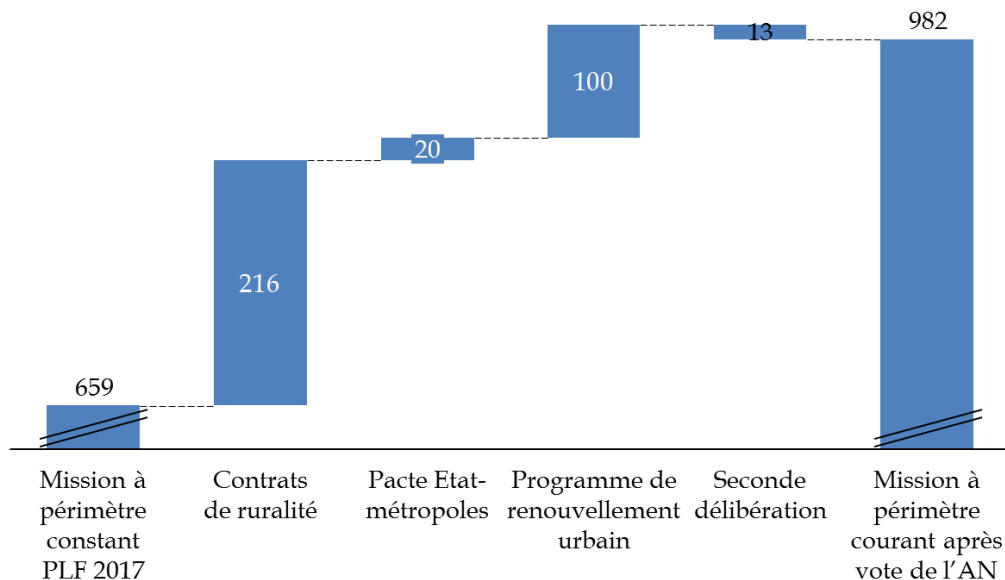 982
13
100
20
216
659
Mission à
périmètre
constant
PLF 2017
Contrats
de ruralité
Pacte Etat-
métropoles
Programme de
renouvellement
urbain
Seconde
délibération
Mission à
périmètre
courant après
vote de l’AN